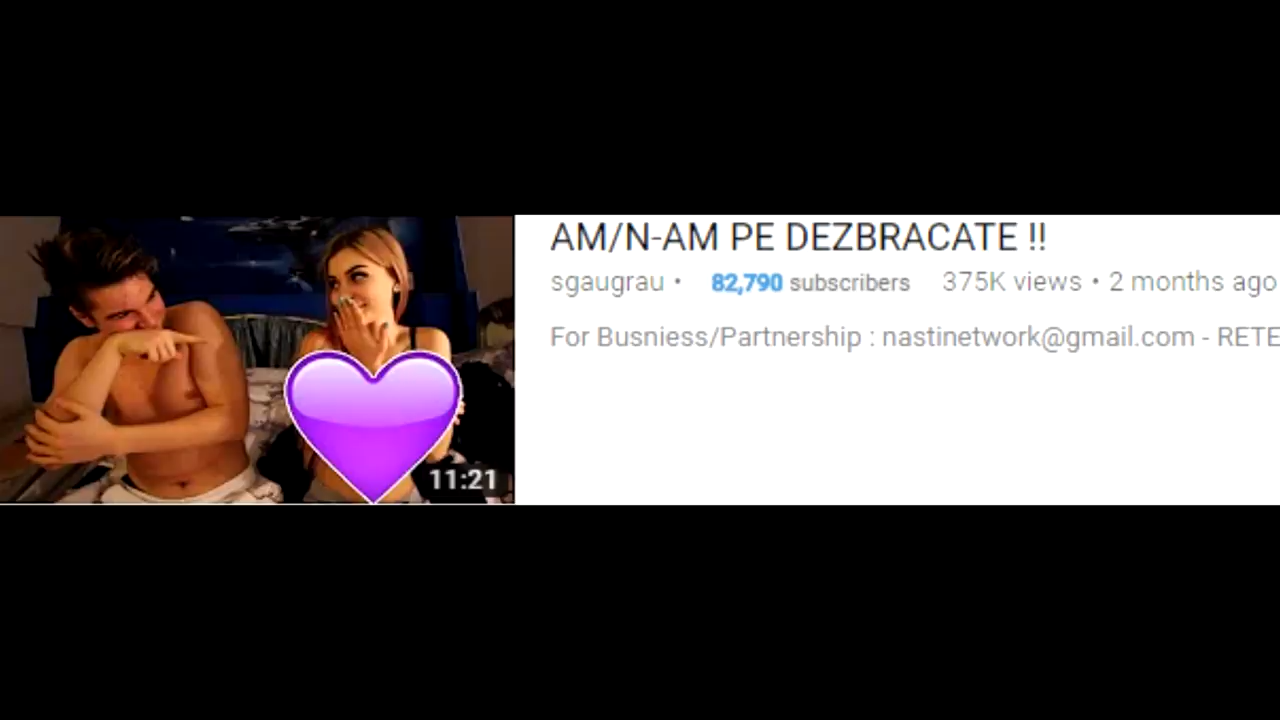 AM/N-AM PE DEZBRACATE !!
sgaugrau • 82,790 subscribers 375K views • 2 months ago
For Busniess/Partnership : nastinetwork@gmail.com - RETE
11:21